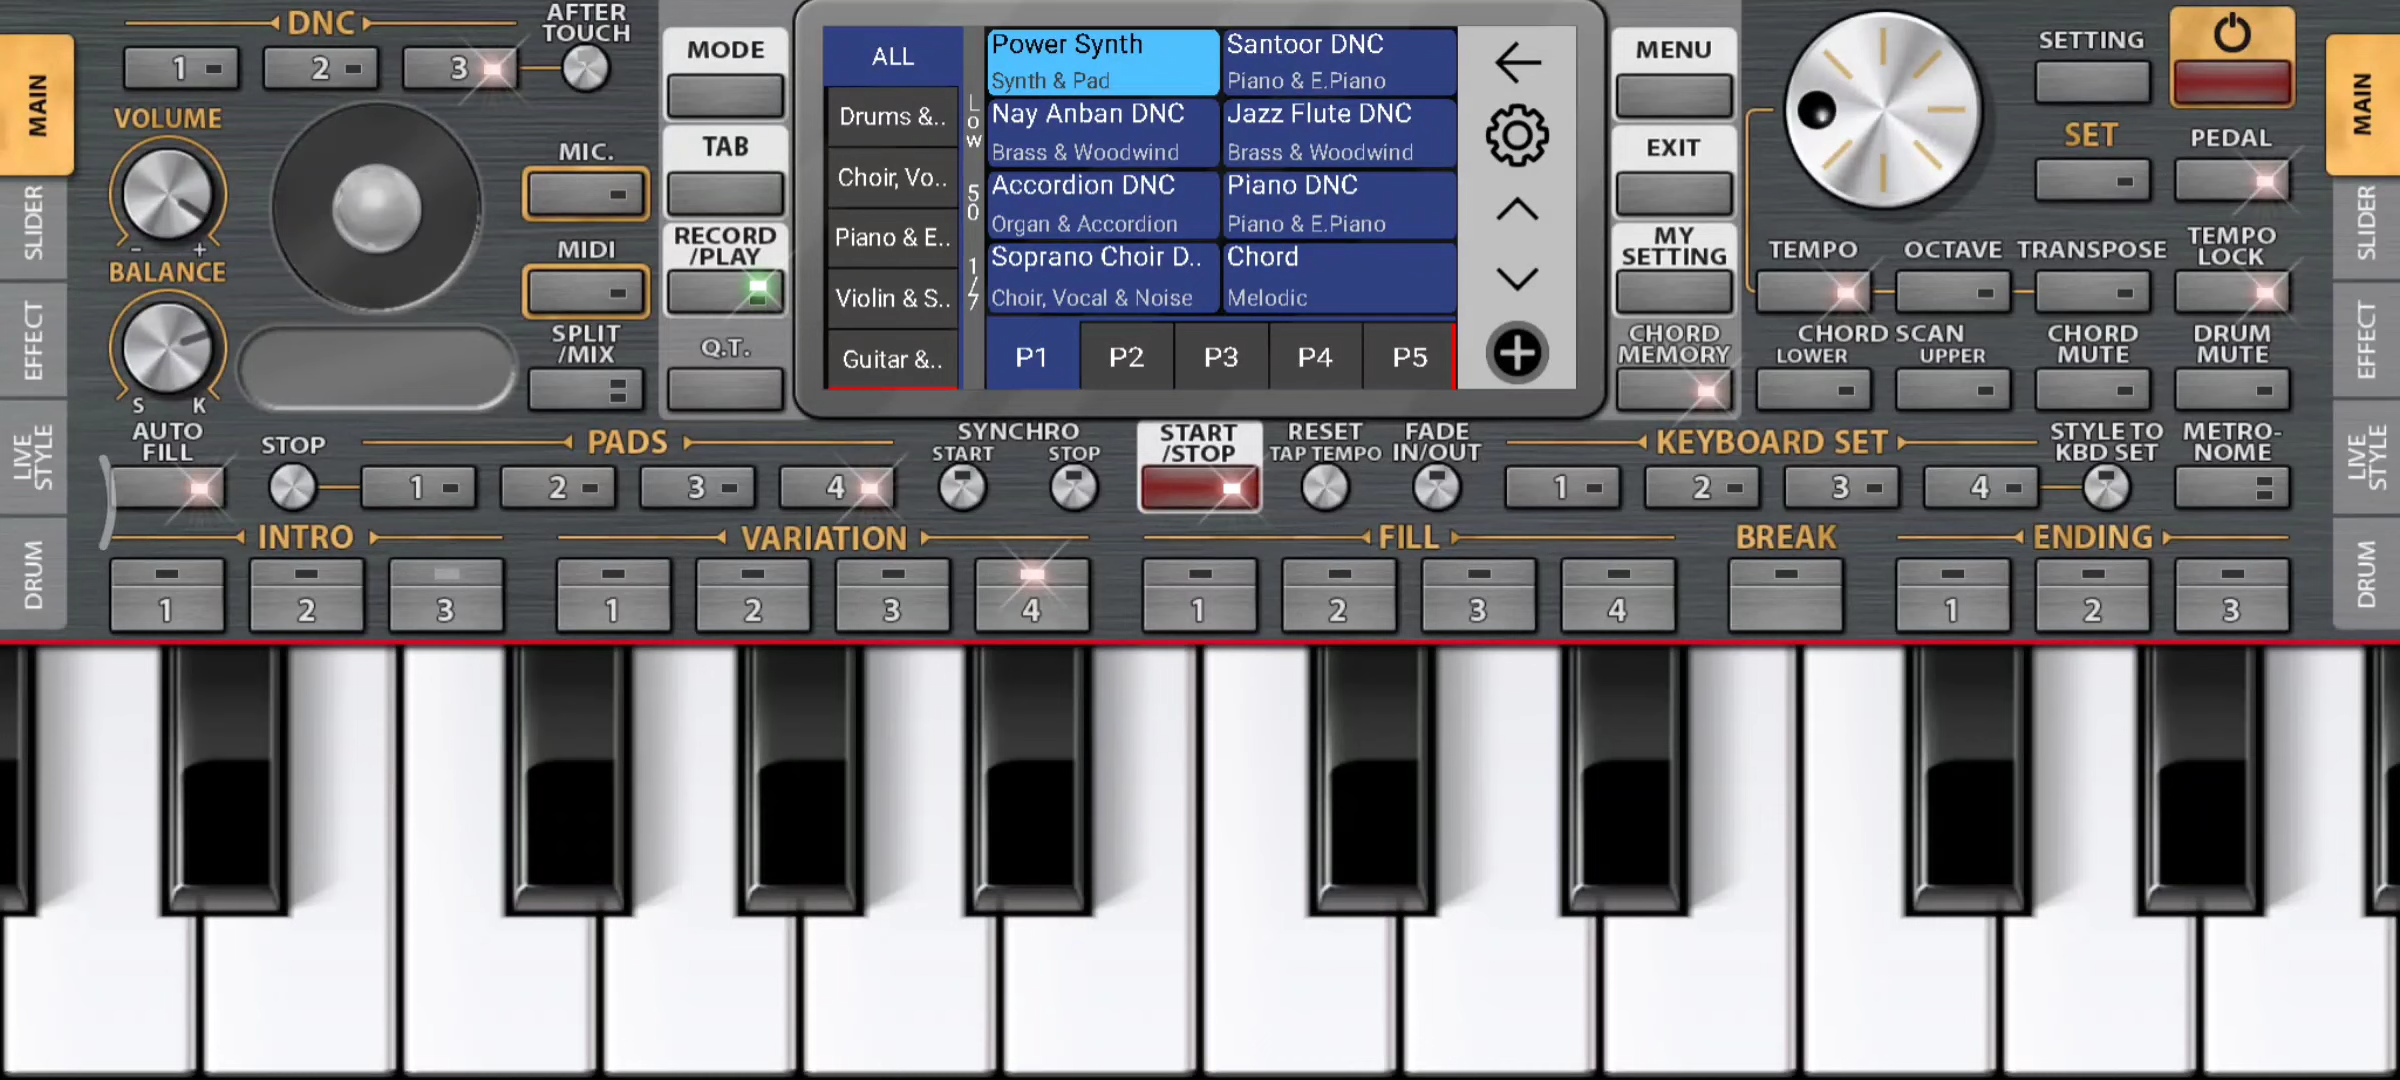 DNC
AFTER
TOUCH
1
2
3
MAIN
SLIDER
EFFECT
LIVE
STYLE
DRUM
VOLUME
- +
BALANCE
S K
MIC.
MIDI
SPLIT
/MIX
MODE
TAB
RECORD
/PLAY
Q.T.
ALL
Drums &..
Choir, Vo..
Piano & E..
Violin & S..
Guitar &..
Low
50
1/7
Power Synth
Synth & Pad
Santoor DNC
Piano & E.Piano
Nay Anban DNC
Brass & Woodwind
Jazz Flute DNC
Brass & Woodwind
Accordion DNC
Organ & Accordion
Piano DNC
Piano & E.Piano
Soprano Choir D..
Choir, Vocal & Noise
Chord
Melodic
P1
P2
P3
P4
P5
MENU
EXIT
MY
SETTING
CHORD
MEMORY
SETTING
SET
PEDAL
TEMPO
OCTAVE
TRANSPOSE
TEMPO
LOCK
CHORD SCAN
LOWER
UPPER
CHORD
MUTE
DRUM
MUTE
MAIN
SLIDER
EFFECT
LIVE
STYLE
DRUM
AUTO
FILL
STOP
PADS
1
2
3
4
SYNCHRO
START
STOP
START
/STOP
RESET
TAP TEMPO
FADE
IN/OUT
KEYBOARD SET
1
2
3
4
STYLE TO
KBD SET
METRO-
NOME
INTRO
1
2
3
VARIATION
1
2
3
4
FILL
1
2
3
4
BREAK
ENDING
1
2
3